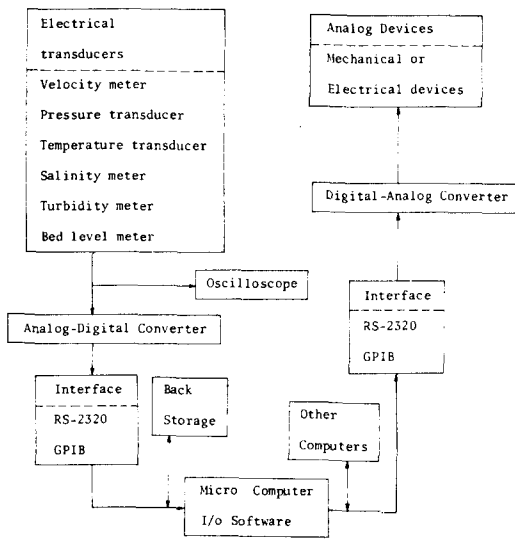 Electrical
transducers
Velocity meter
Pressure transducer
Temperature transducer
Salinity meter
Turbidity meter
Bed level meter
Oscilloscope
Analog-Digital Converter
Interface
RS-2320
GPIB
Back
Storage
Micro Computer
I/o Software
Other
Computers
Interface
RS-2320
GPIB
Digital-Analog Converter
Analog Devices
Mechanical or
Electrical devices